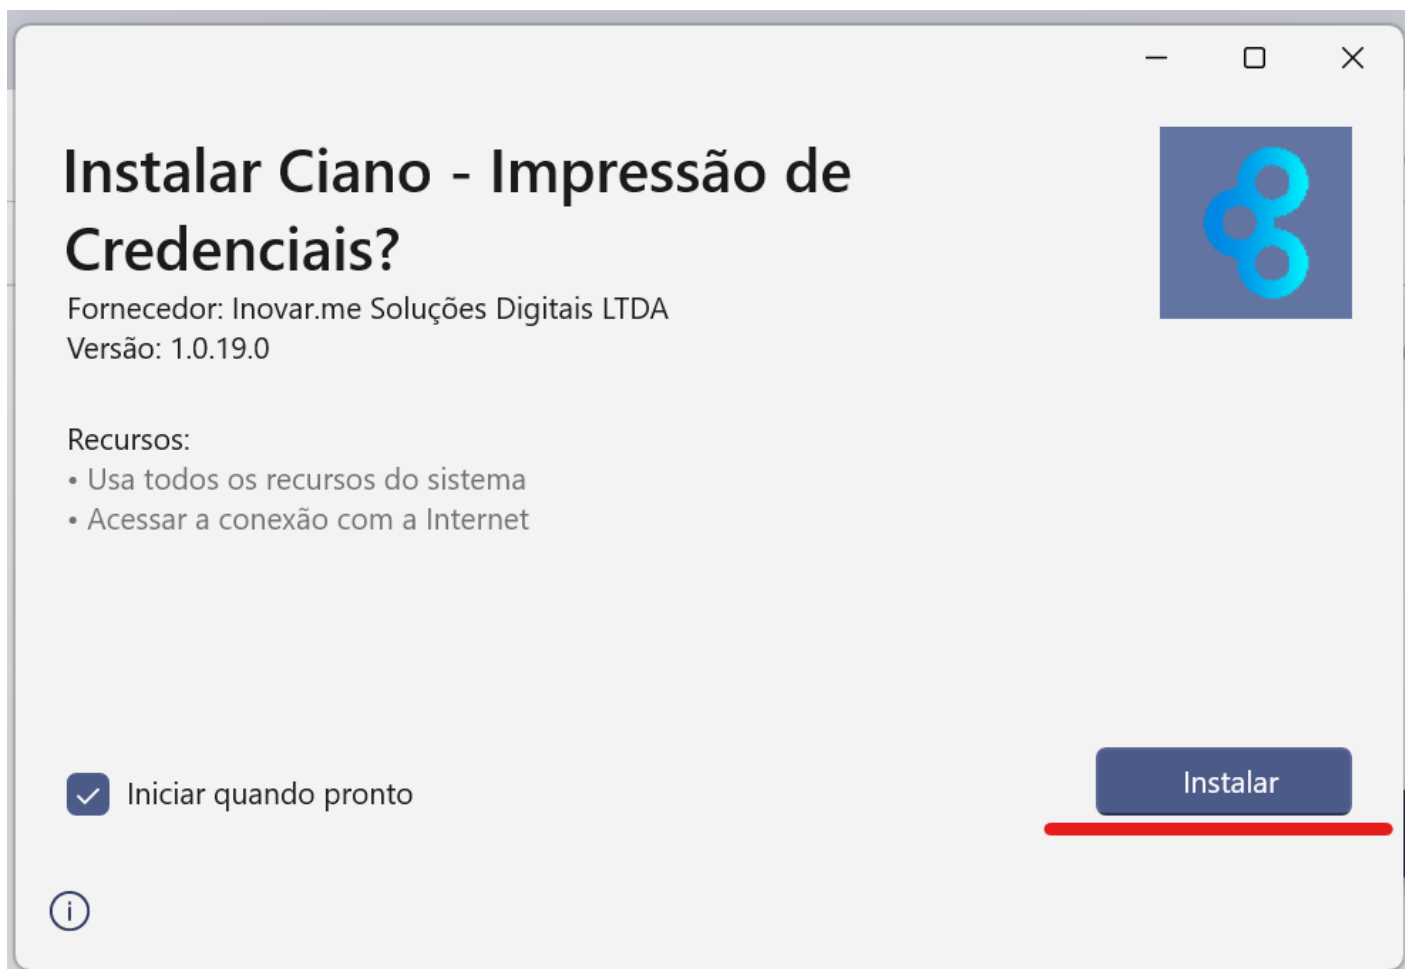 Instalar Ciano - Impressão de
Credenciais?
Fornecedor: Inovar.me Soluções Digitais LTDA
Versão: 1.0.19.0
Recursos:
• Usa todos os recursos do sistema
• Acessar a conexão com a Internet
Iniciar quando pronto
Instalar